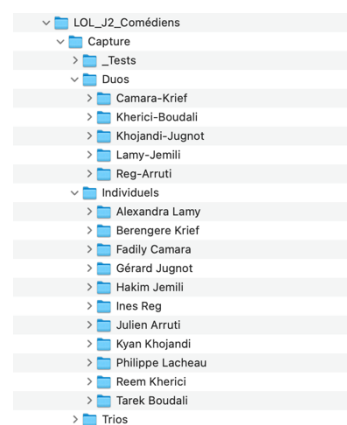 LOL_J2_Comédiens
Capture
_Tests
Duos
Camara-Krief
Kherici-Boudali
Khojandi-Jugnot
Lamy-Jemili
Reg-Arruti
Individuels
Alexandra Lamy
Berengere Krief
Fadily Camara
Gérard Jugnot
Hakim Jemili
Ines Reg
Julien Arruti
Kyan Khojandi
Philippe Lacheau
Reem Kherici
Tarek Boudali
Trios